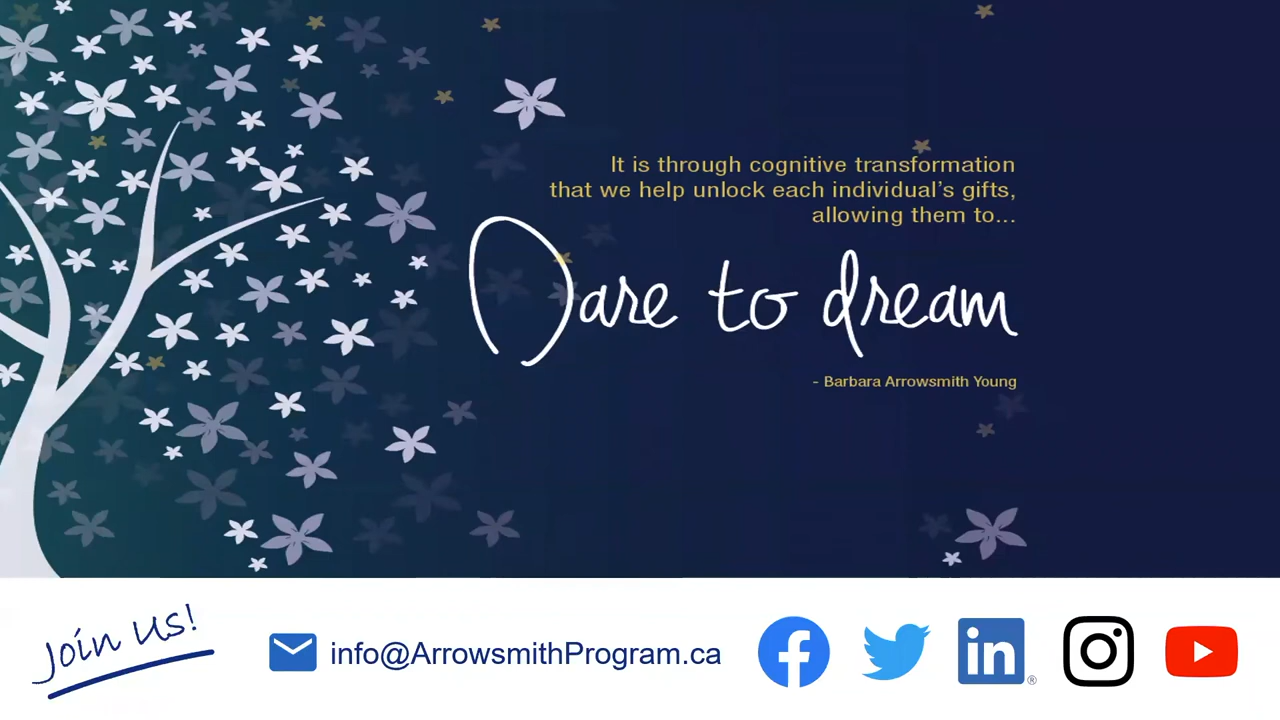 It is through cognitive transformation
that we help unlock each individual's gifts,
allowing them to...
Dare to dream
- Barbara Arrowsmith Young
Join us!
info@ArrowsmithProgram.ca
in®